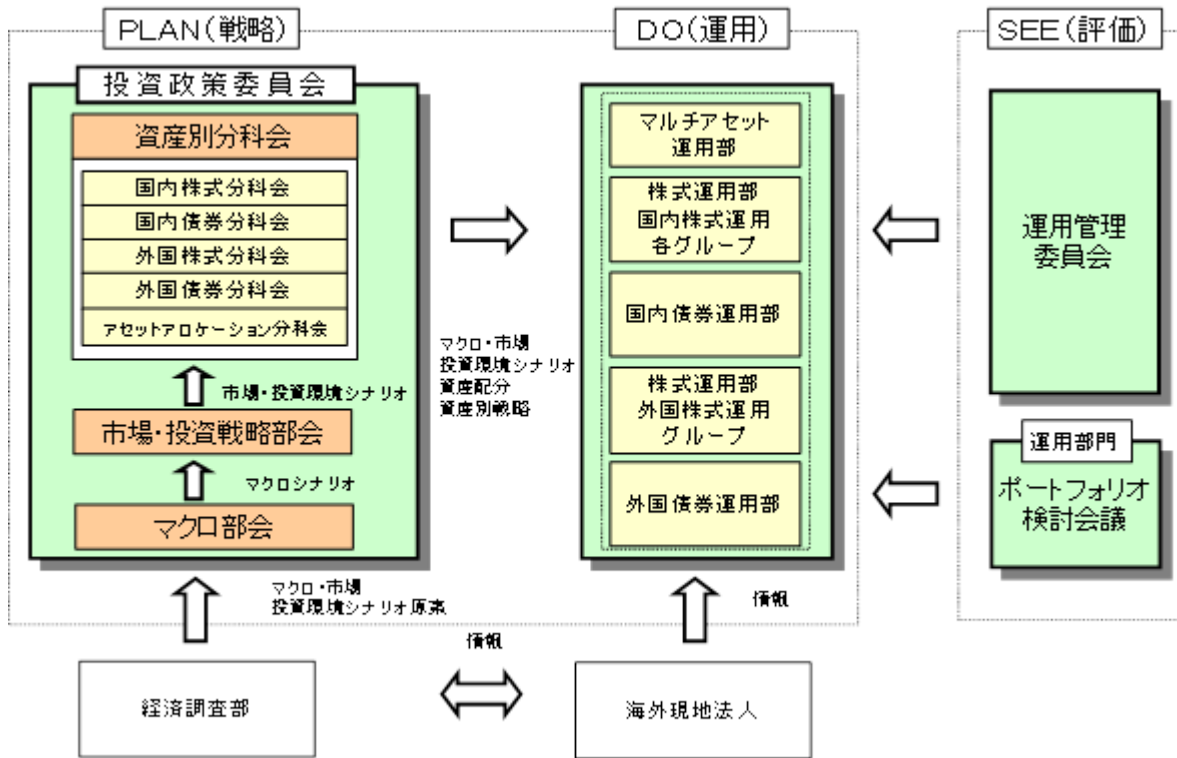 PLAN(戦略)
DO(運用)
SEE(評価)
投資政策委員会
資産別分科会
国内株式分科会
国内債券分科会
外国株式分科会
外国債券分科会
アセットアロケーション分科会
市場・投資環境シナリオ
市場・投資戦略部会
マクロシナリオ
マクロ部会
マクロ・市場
投資環境シナリオ
資産配分
資産別戦略
マルチアセット
運用部
株式運用部
国内株式運用
各グループ
国内債券運用部
株式運用部
外国株式運用
グループ
外国債券運用部
運用管理
委員会
運用部門
ポートフォリオ
検討会議
マクロ・市場
投資環境シナリオ原案
情報
情報
経済調査部
海外現地法人